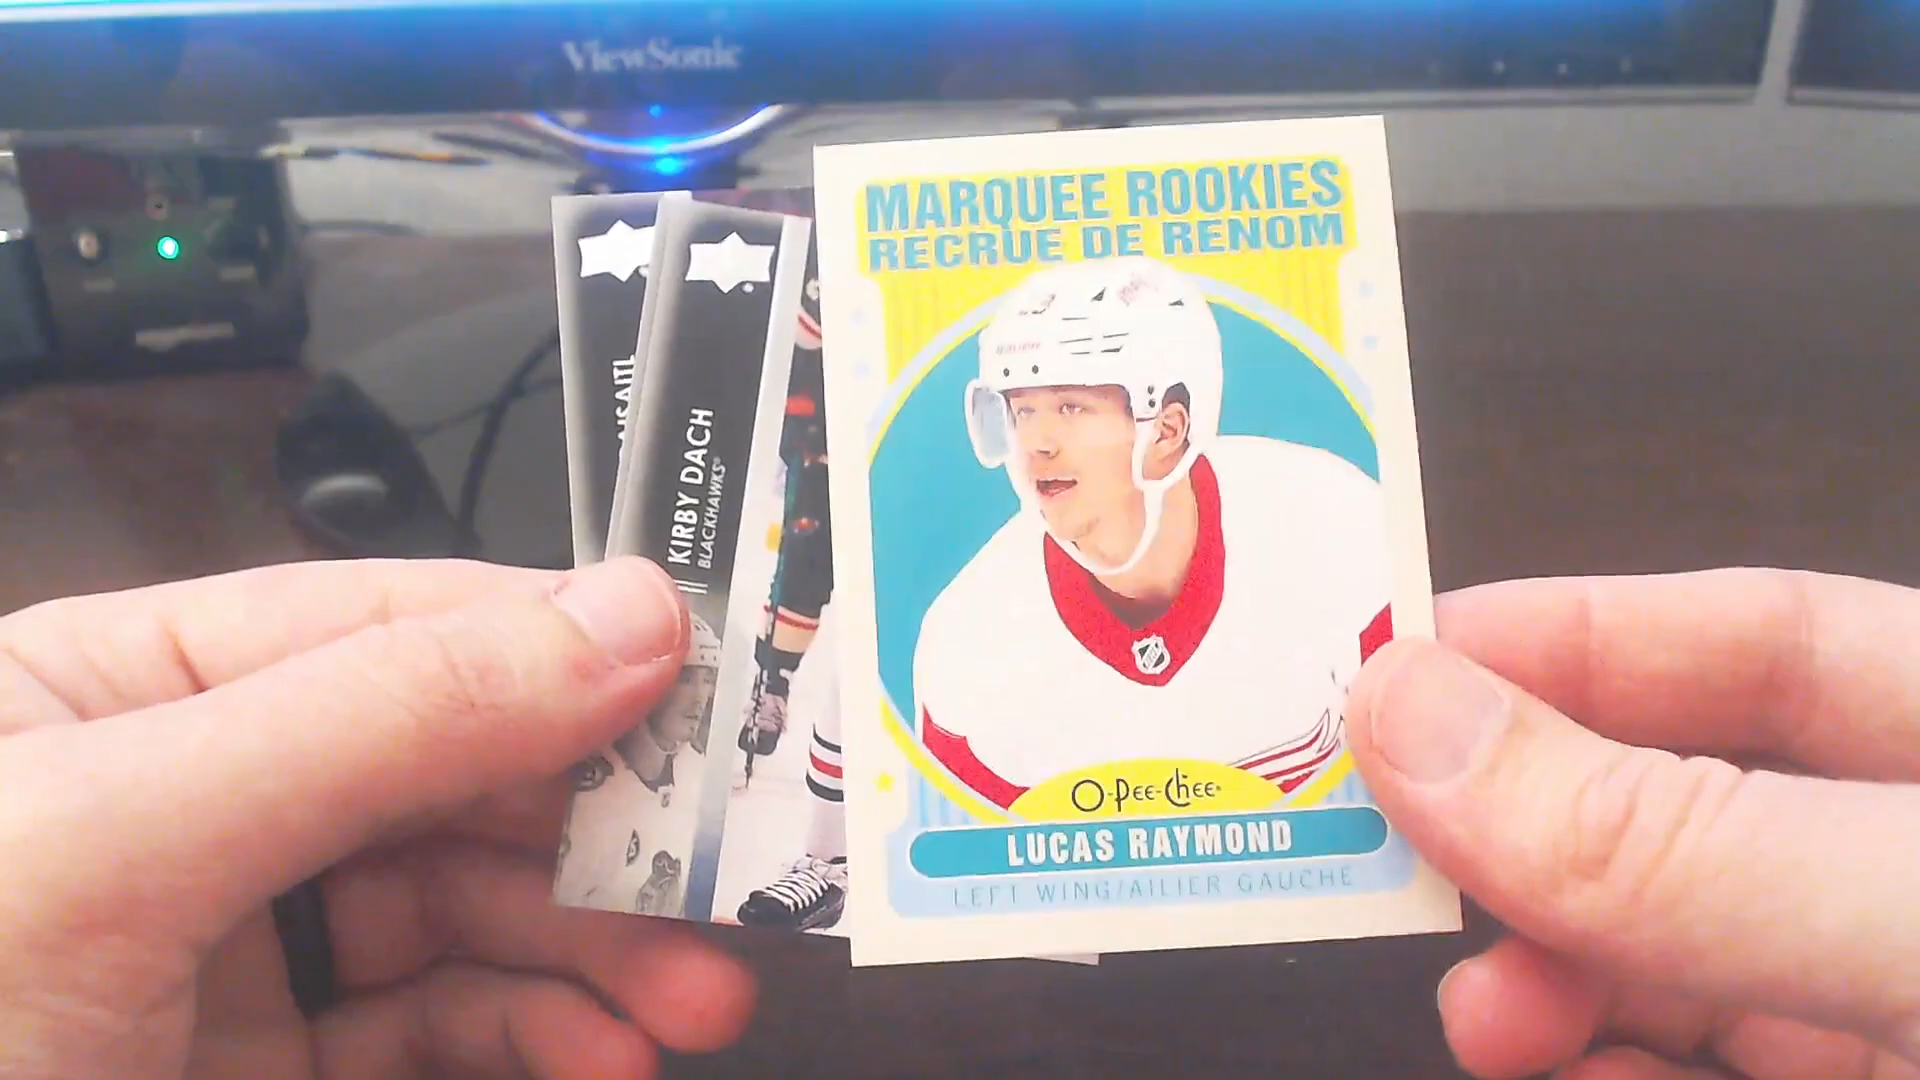 ViewSonic
MARQUEE ROOKIES
RECRUE DE RENOM
KIRBY DACH
BLACKHAWKS
O-PEE-CHEE
LUCAS RAYMOND
LEFT WING/AILIER GAUCHE